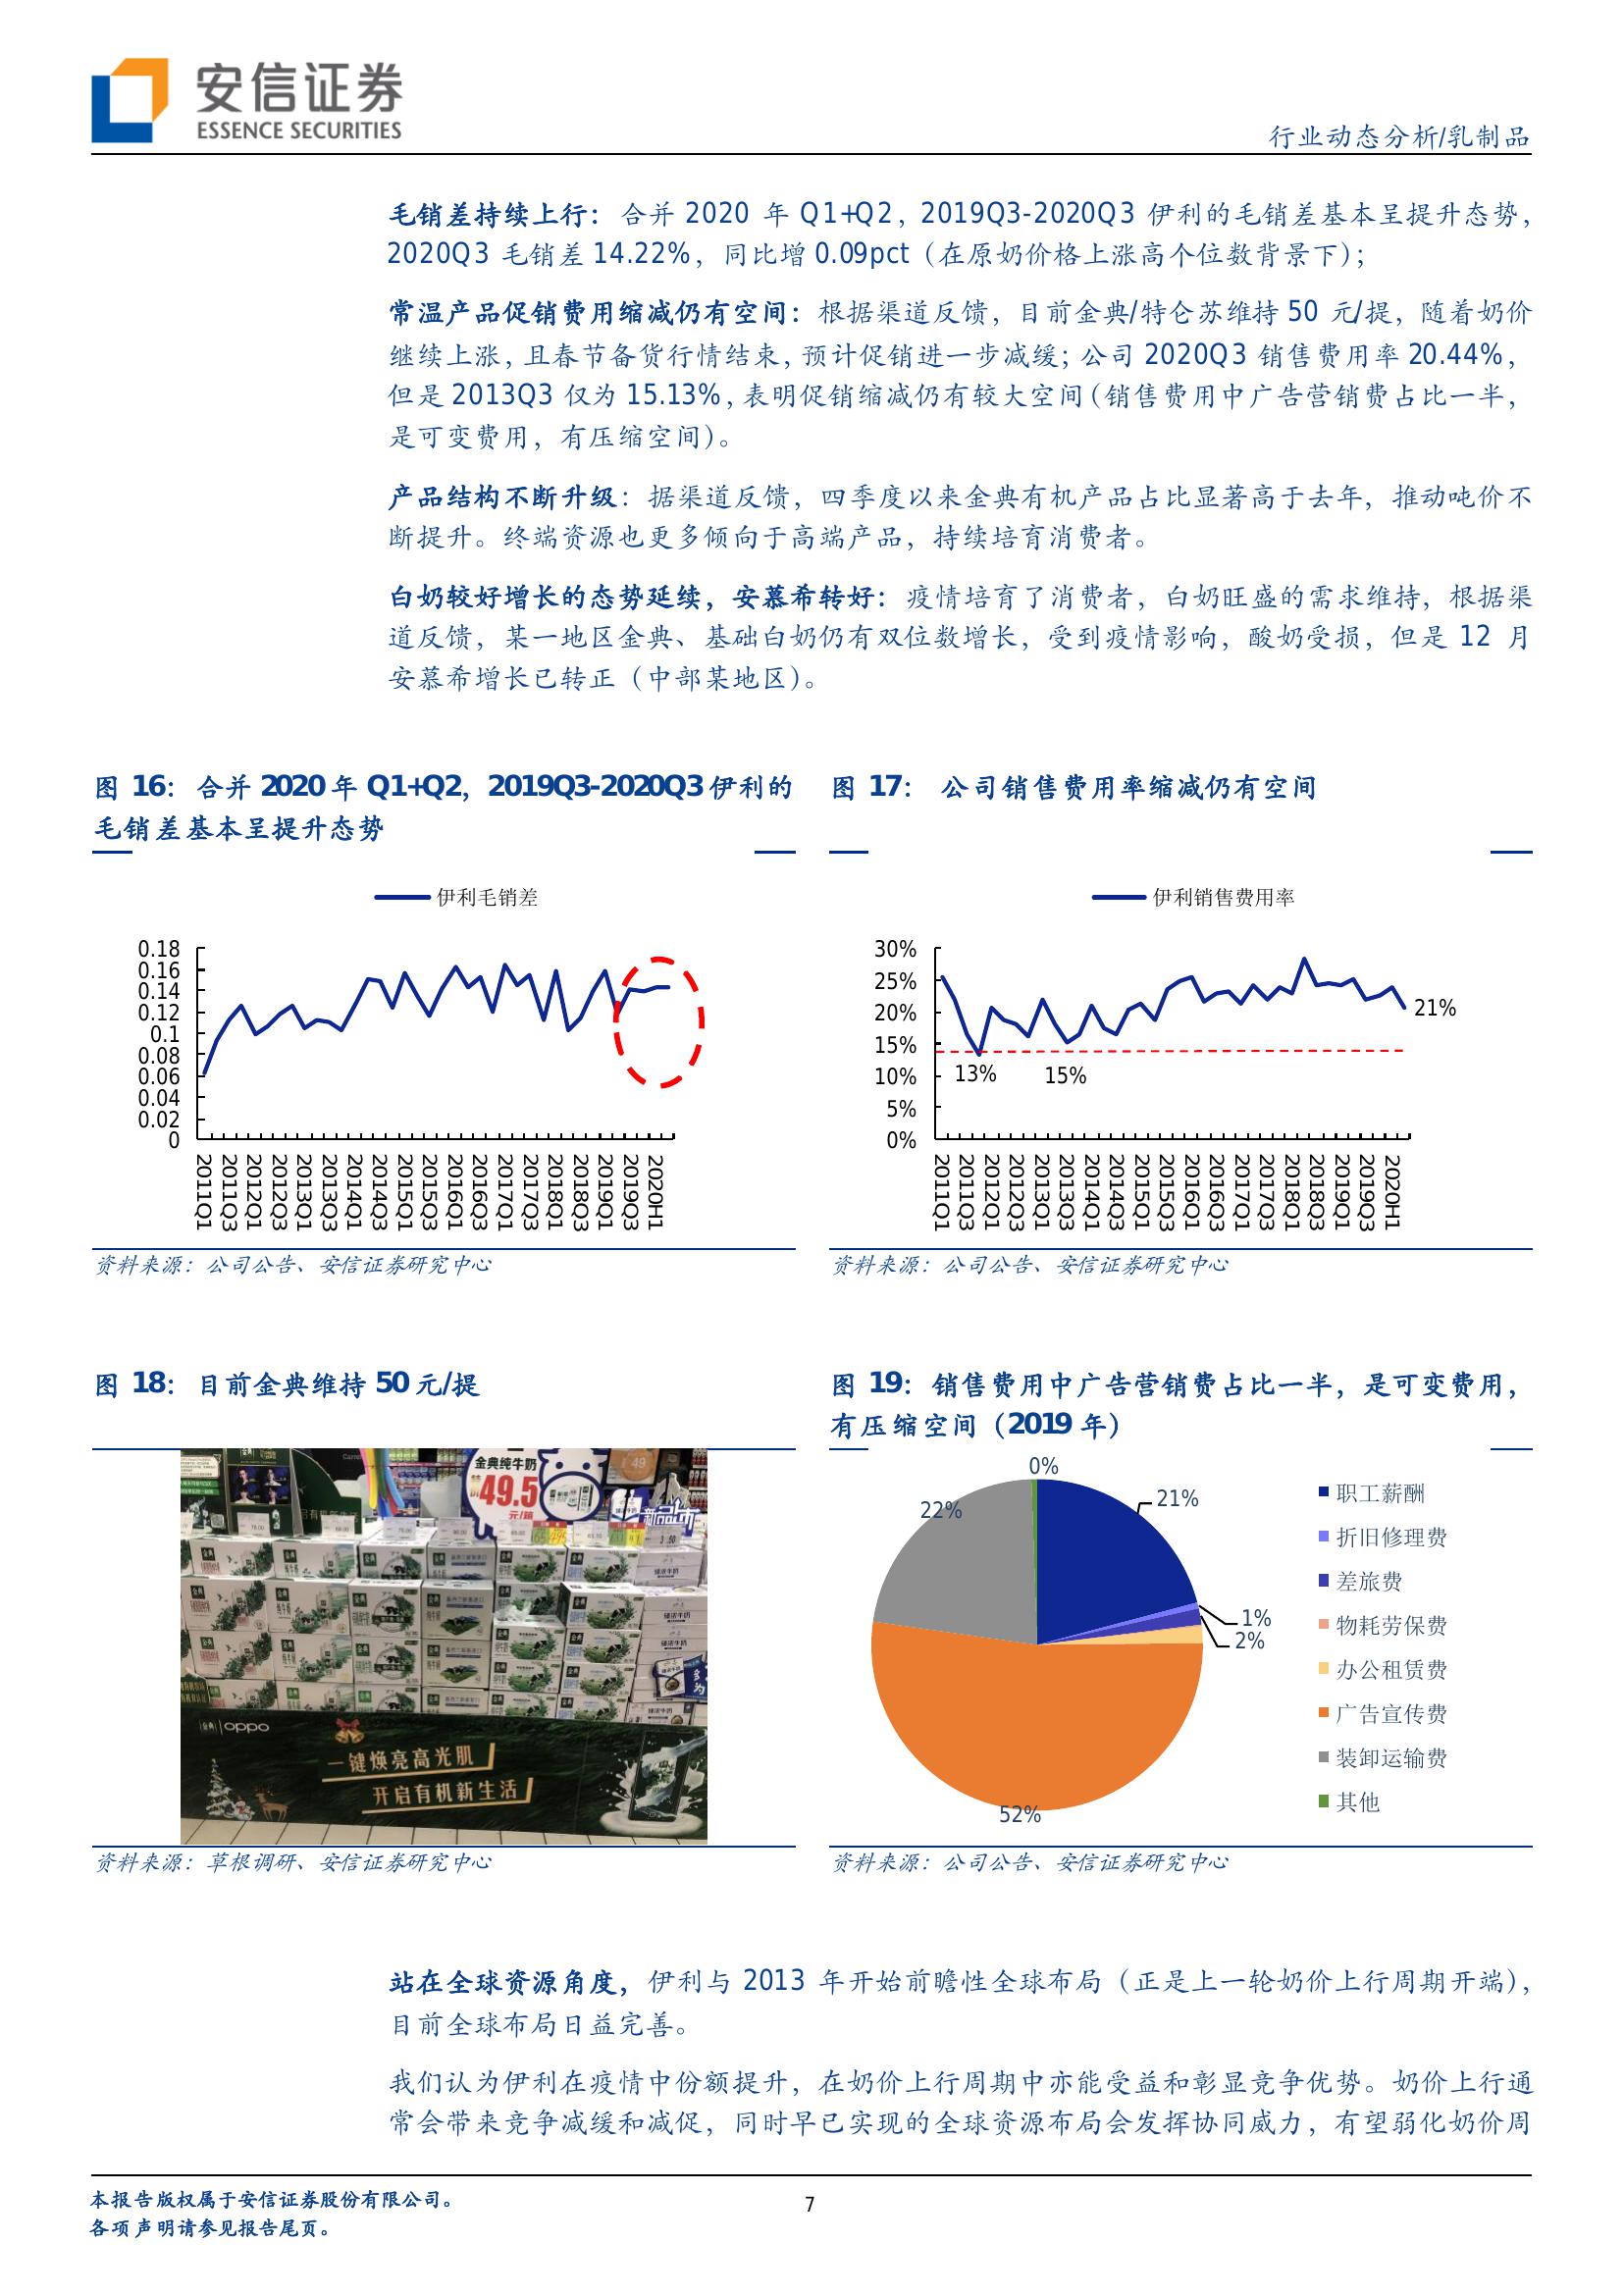 安信证券
ESSENCE SECURITIES
行业动态分析/乳制品
毛销差持续上行：合并 2020 年 Q1+Q2，2019Q3-2020Q3 伊利的毛销差基本呈提升态势，
2020Q3 毛销差 14.22%，同比增 0.09pct（在原奶价格上涨高个位数背景下）；
常温产品促销费用缩减仍有空间：根据渠道反馈，目前金典/特仑苏维持 50 元/提，随着奶价
继续上涨，且春节备货行情结束，预计促销进一步减缓；公司 2020Q3 销售费用率 20.44%，
但是 2013Q3 仅为 15.13%，表明促销缩减仍有较大空间（销售费用中广告营销费占比一半，
是可变费用，有压缩空间）。
产品结构不断升级：据渠道反馈，四季度以来金典有机产品占比显著高于去年，推动吨价不
断提升。终端资源也更多倾向于高端产品，持续培育消费者。
白奶较好增长的态势延续，安慕希转好：疫情培育了消费者，白奶旺盛的需求维持，根据渠
道反馈，某一地区金典、基础白奶仍有双位数增长，受到疫情影响，酸奶受损，但是 12 月
安慕希增长已转正（中部某地区）。
图 16：合并 2020 年 Q1+Q2，2019Q3-2020Q3 伊利的
毛销差基本呈提升态势
伊利毛销差
0.18
0.16
0.14
0.12
0.1
0.08
0.06
0.04
0.02
0
2011Q1
2011Q3
2012Q1
2012Q3
2013Q1
2013Q3
2014Q1
2014Q3
2015Q1
2015Q3
2016Q1
2016Q3
2017Q1
2017Q3
2018Q1
2018Q3
2019Q1
2019Q3
2020H1
资料来源：公司公告、安信证券研究中心
图 17： 公司销售费用率缩减仍有空间
伊利销售费用率
30%
25%
20%
15%
10%
5%
0%
13%
15%
21%
2011Q1
2011Q3
2012Q1
2012Q3
2013Q1
2013Q3
2014Q1
2014Q3
2015Q1
2015Q3
2016Q1
2016Q3
2017Q1
2017Q3
2018Q1
2018Q3
2019Q1
2019Q3
2020H1
资料来源：公司公告、安信证券研究中心
图 18：目前金典维持 50 元/提
金典纯牛奶
49.5
元/箱
新品上市
金典
oppo
一键焕亮高光肌
开启有机新生活
资料来源：草根调研、安信证券研究中心
图 19：销售费用中广告营销费占比一半，是可变费用，
有压缩空间（2019 年）
0%
21%
22%
1%
2%
52%
职工薪酬
折旧修理费
差旅费
物耗劳保费
办公租赁费
广告宣传费
装卸运输费
其他
资料来源：公司公告、安信证券研究中心
站在全球资源角度，伊利与 2013 年开始前瞻性全球布局（正是上一轮奶价上行周期开端），
目前全球布局日益完善。
我们认为伊利在疫情中份额提升，在奶价上行周期中亦能受益和彰显竞争优势。奶价上行通
常会带来竞争减缓和减促，同时早已实现的全球资源布局会发挥协同威力，有望弱化奶价周
本报告版权属于安信证券股份有限公司。
各项声明请参见报告尾页。
7